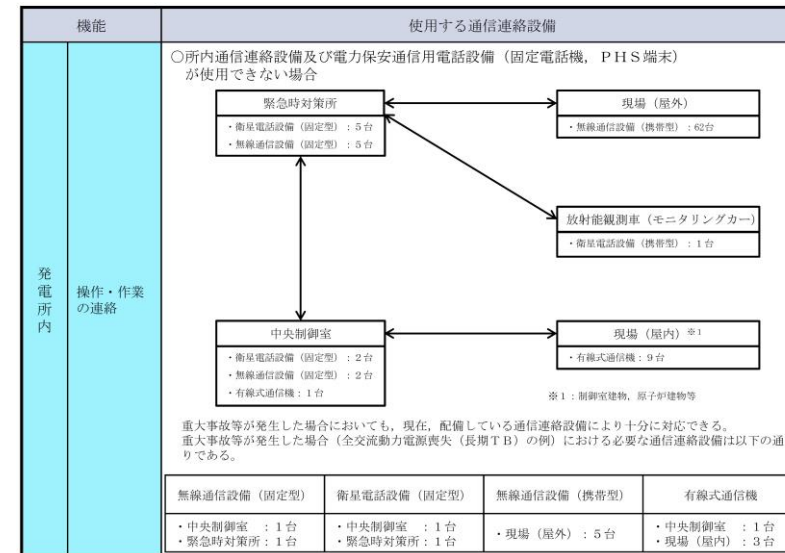 機能
使用する通信連絡設備
発電所内
操作・作業
の連絡
○所内通信連絡設備及び電力保安通信用電話設備（固定電話機，ＰＨＳ端末）
が使用できない場合
緊急時対策所
・衛星電話設備（固定型）：５台
・無線通信設備（固定型）：５台
現場（屋外）
・無線通信設備（携帯型）：62台
放射能観測車（モニタリングカー）
・衛星電話設備（携帯型）：１台
中央制御室
・衛星電話設備（固定型）：２台
・無線通信設備（固定型）：２台
・有線式通信機：１台
現場（屋内）※1
・有線式通信機：９台
※１：制御室建物，原子炉建物等
重大事故等が発生した場合においても，現在，配備している通信連絡設備により十分に対応できる。
重大事故等が発生した場合（全交流動力電源喪失（長期ＴＢ）の例）における必要な通信連絡設備は以下の通
りである。
無線通信設備（固定型）
衛星電話設備（固定型）
無線通信設備（携帯型）
有線式通信機
・中央制御室　：１台
・緊急時対策所：１台
・中央制御室　：１台
・緊急時対策所：１台
・現場（屋外）：５台
・中央制御室　：１台
・現場（屋内）：３台